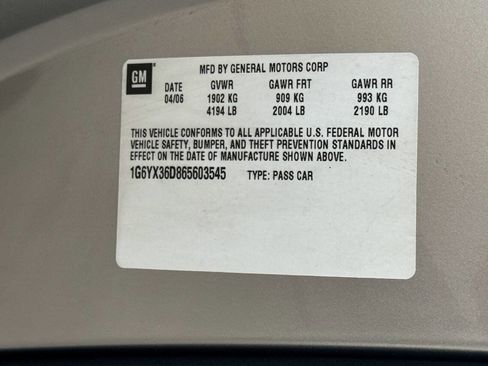 GM
MFD BY GENERAL MOTORS CORP
DATE GVWR GAWR FRT GAWR RR
04/06 1902 KG 909 KG 993 KG
4194 LB 2004 LB 2190 LB
THIS VEHICLE CONFORMS TO ALL APPLICABLE U.S. FEDERAL MOTOR
VEHICLE SAFETY, BUMPER, AND THEFT PREVENTION STANDARDS IN
EFFECT ON THE DATE OF MANUFACTURE SHOWN ABOVE.
1G6YX36D865603545 TYPE: PASS CAR